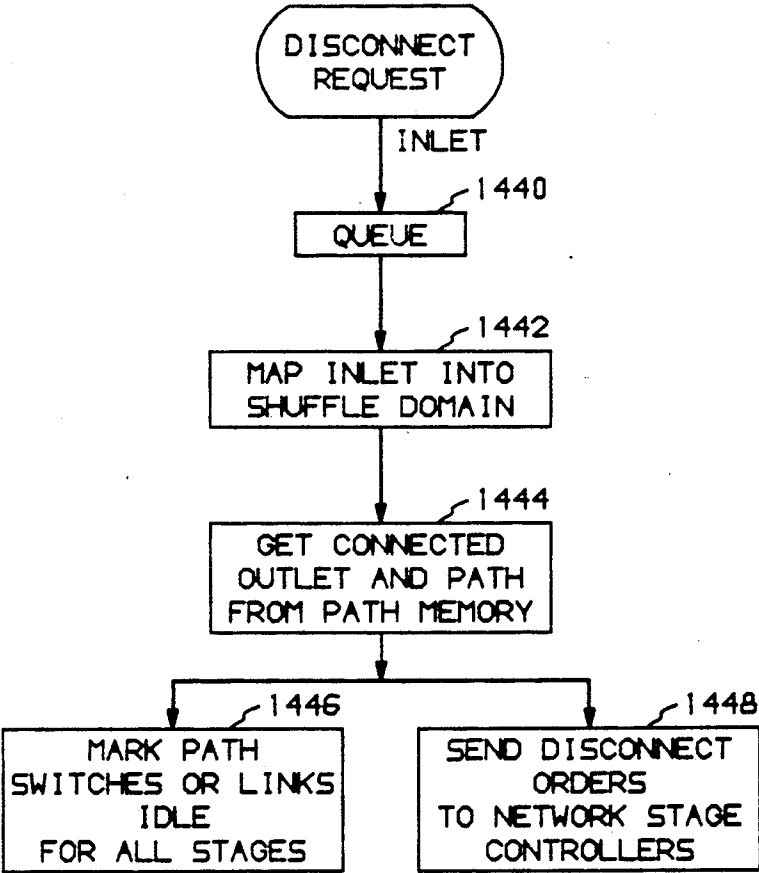 DISCONNECT
REQUEST
INLET
1440
QUEUE
1442
MAP INLET INTO
SHUFFLE DOMAIN
1444
GET CONNECTED
OUTLET AND PATH
FROM PATH MEMORY
1446
MARK PATH
SWITCHES OR LINKS
IDLE
FOR ALL STAGES
1448
SEND DISCONNECT
ORDERS
TO NETWORK STAGE
CONTROLLERS